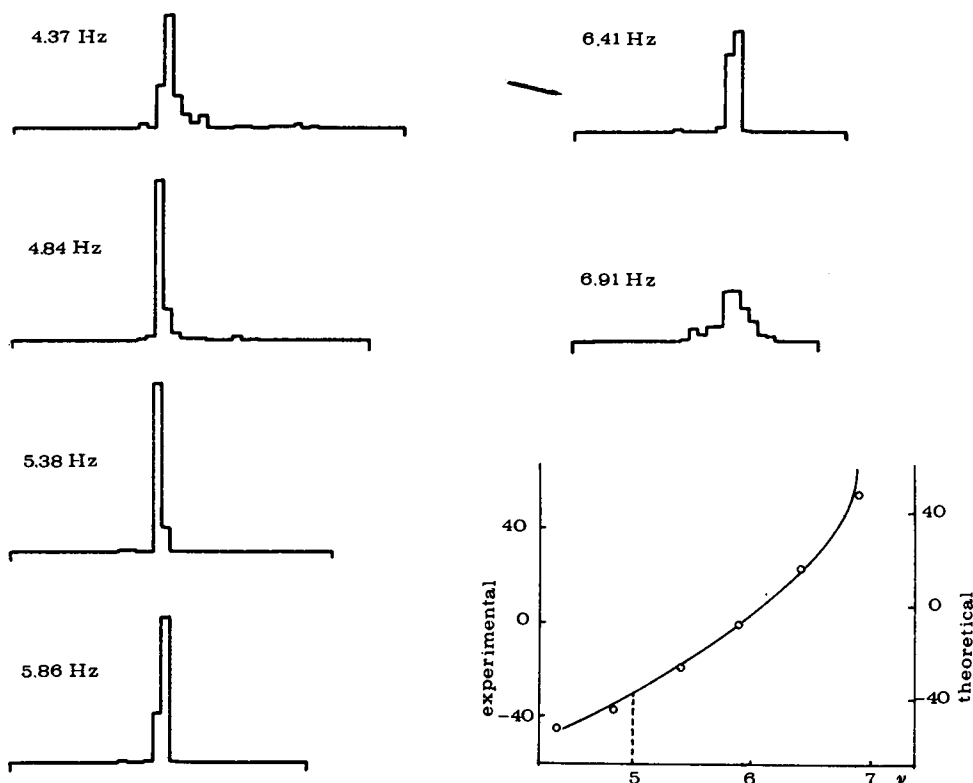 4.37 Hz
4.84 Hz
5.38 Hz
5.86 Hz
6.41 Hz
6.91 Hz
experimental
40
0
-40
5
6
7
ν
40
0
-40
theoretical